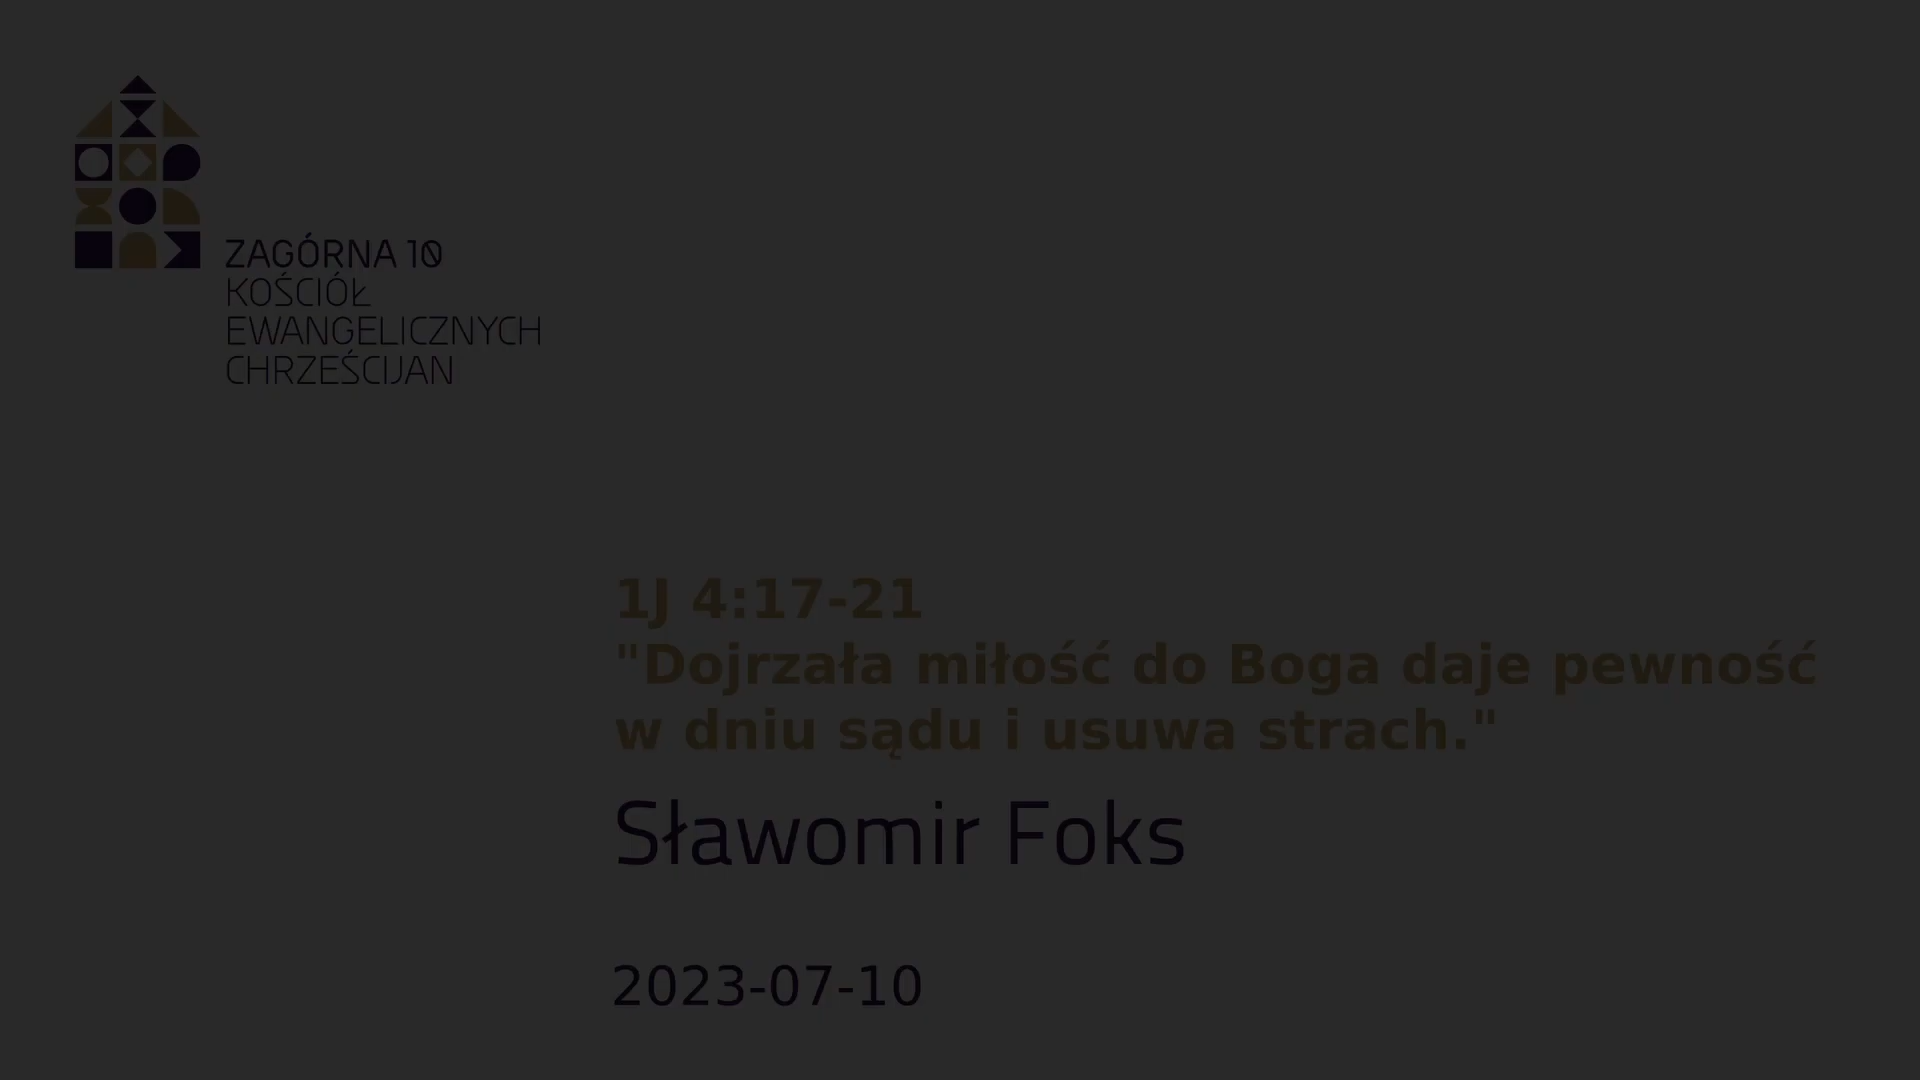 ZAGÓRNA 10
KOŚCIÓŁ
EWANGELICZNYCH
CHRZEŚCIJAN
1J 4:17-21
"Dojrzała miłość do Boga daje pewność
w dniu sądu i usuwa strach."
Sławomir Foks
2023-07-10